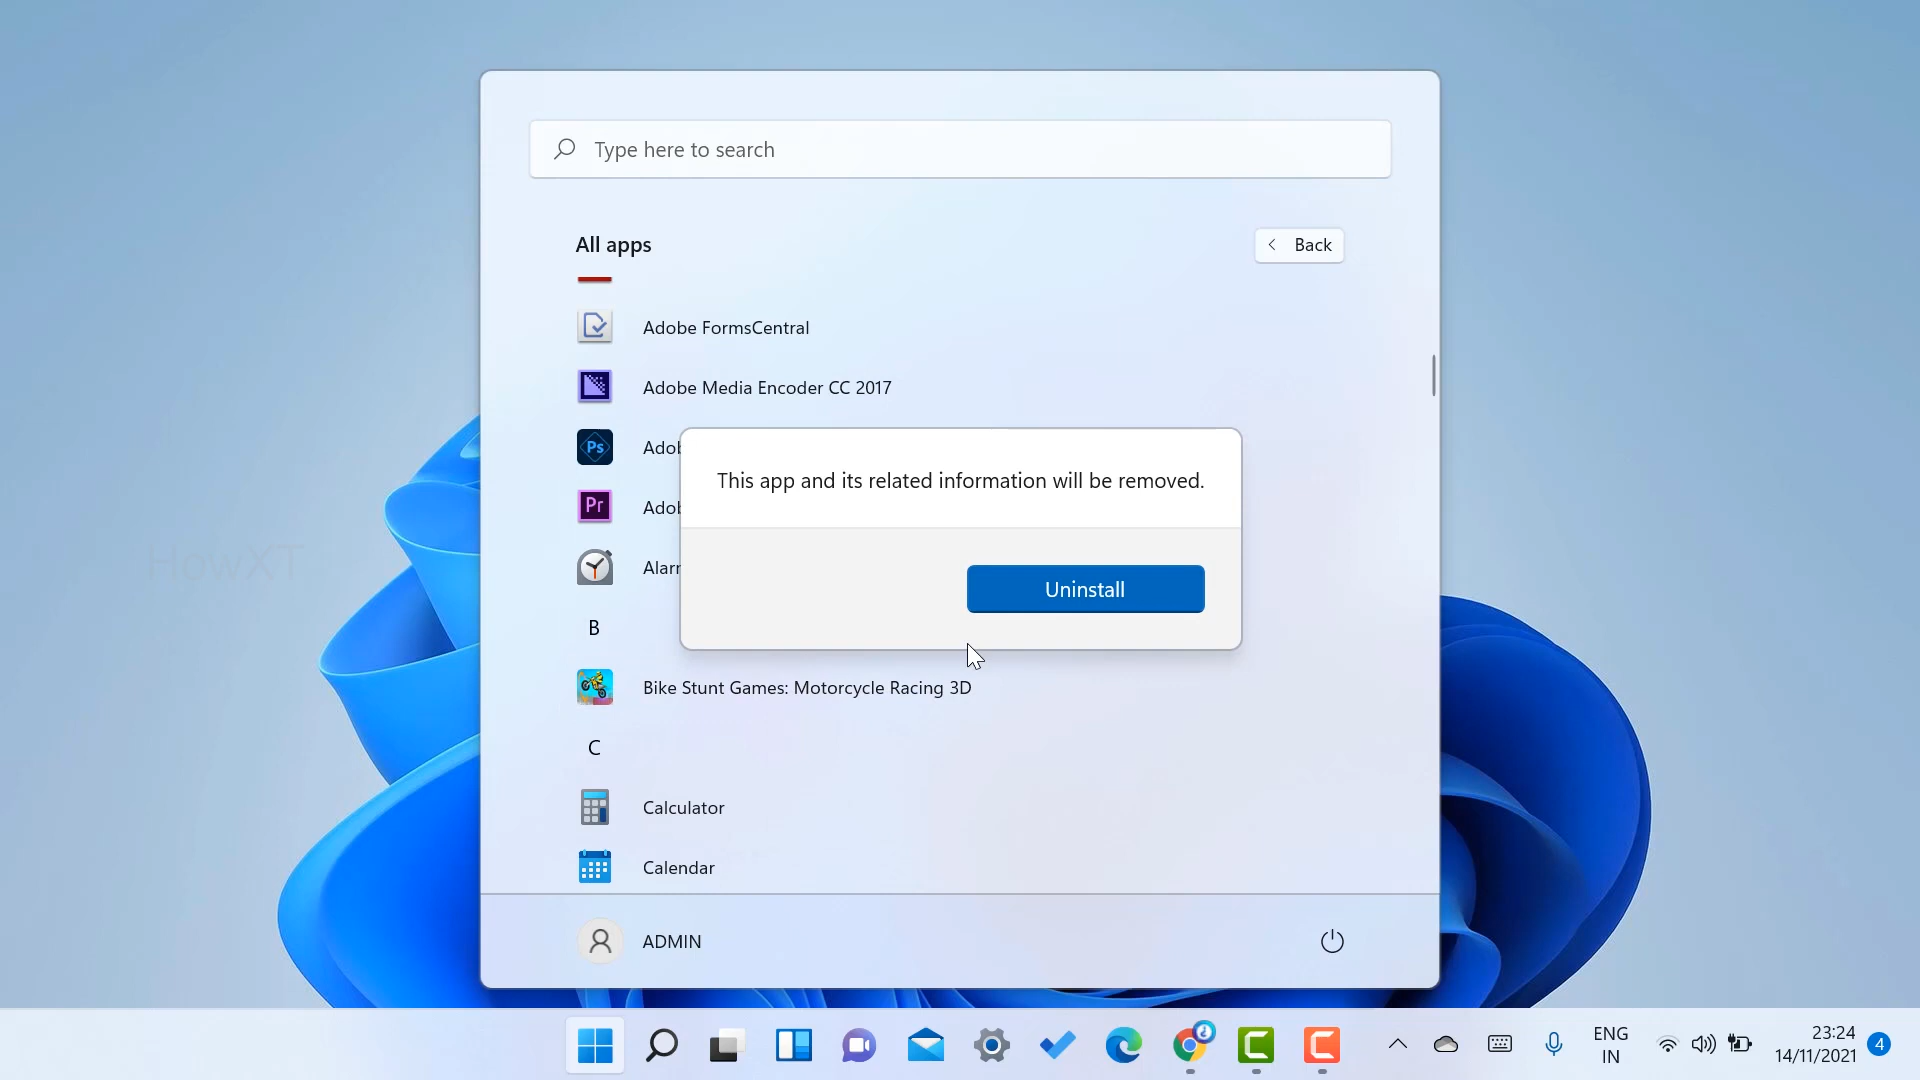 Type here to search
All apps
Back
Adobe FormsCentral
Adobe Media Encoder CC 2017
Ps
Adob
Pr
Adob
This app and its related information will be removed.
Alarr
Uninstall
B
Bike Stunt Games: Motorcycle Racing 3D
C
Calculator
Calendar
ADMIN
HowXT
ENG
IN
23:24
14/11/2021
4